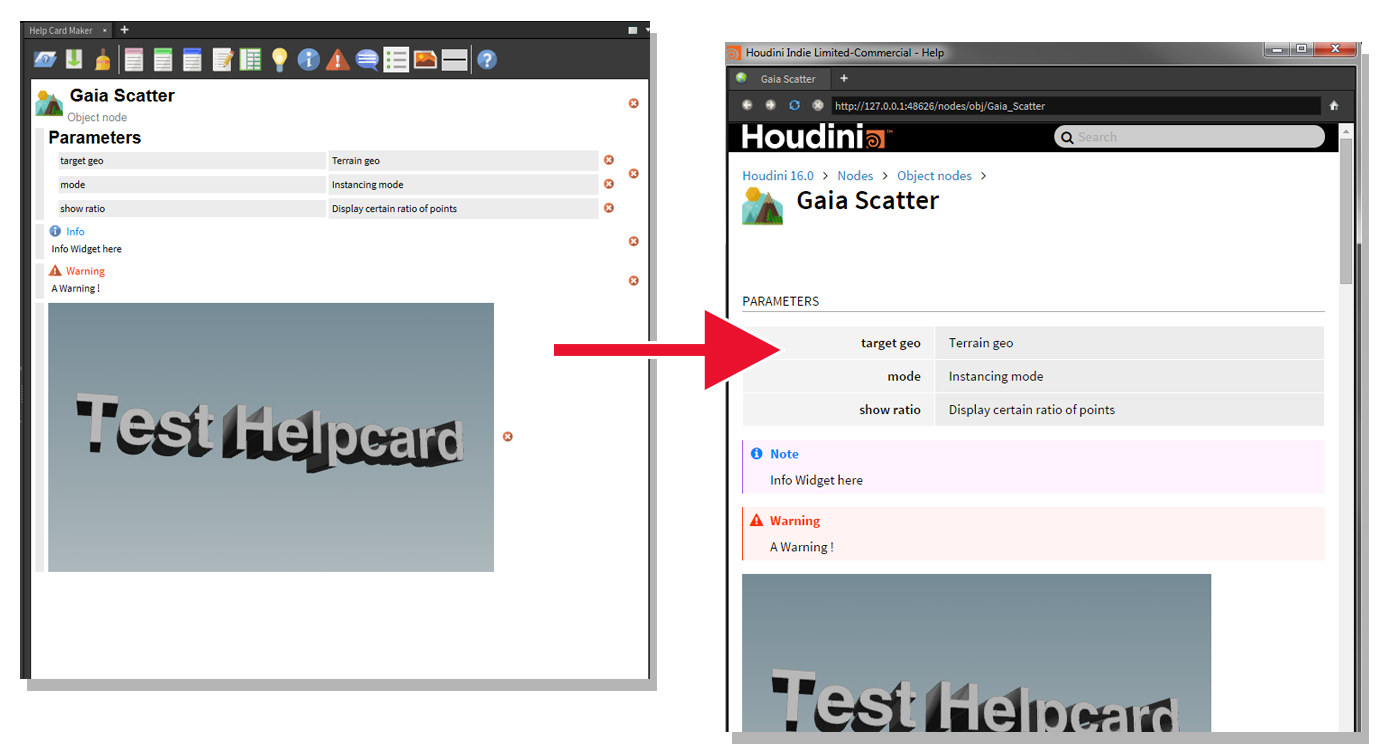 Help Card Maker × +
Gaia Scatter
Object node
Parameters
target geo Terrain geo
mode Instancing mode
show ratio Display certain ratio of points
Info
Info Widget here
Warning
A Warning !
Test Helpcard
Houdini Indie Limited-Commercial - Help
Gaia Scatter +
http://127.0.0.1:48626/nodes/obj/Gaia_Scatter
Houdini™ Search
Houdini 16.0 > Nodes > Object nodes >
Gaia Scatter
PARAMETERS
target geo Terrain geo
mode Instancing mode
show ratio Display certain ratio of points
Note
Info Widget here
Warning
A Warning !
Test Helpcard